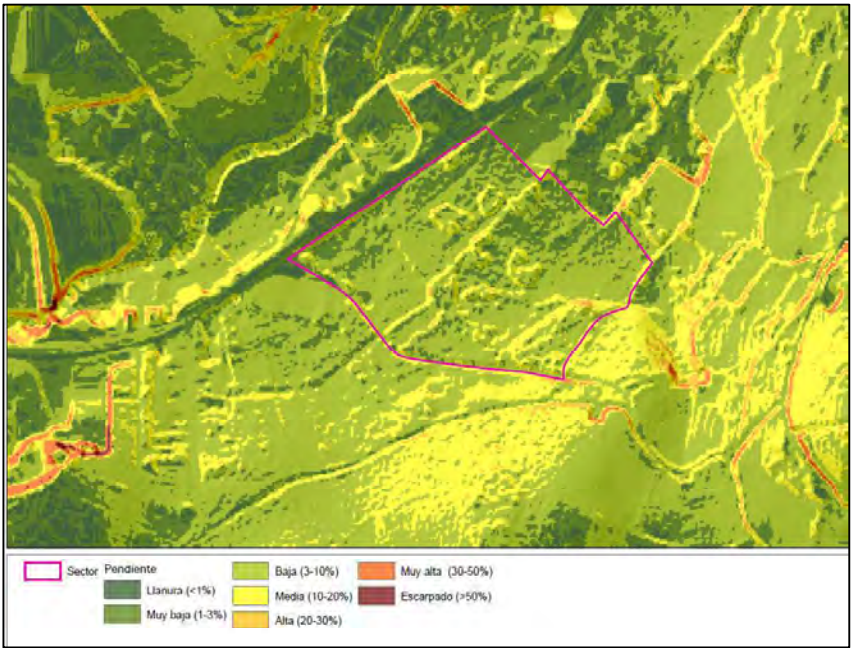 Sector
Pendiente
Llanura (<1%)
Muy baja (1-3%)
Baja (3-10%)
Media (10-20%)
Alta (20-30%)
Muy alta (30-50%)
Escarpado (>50%)